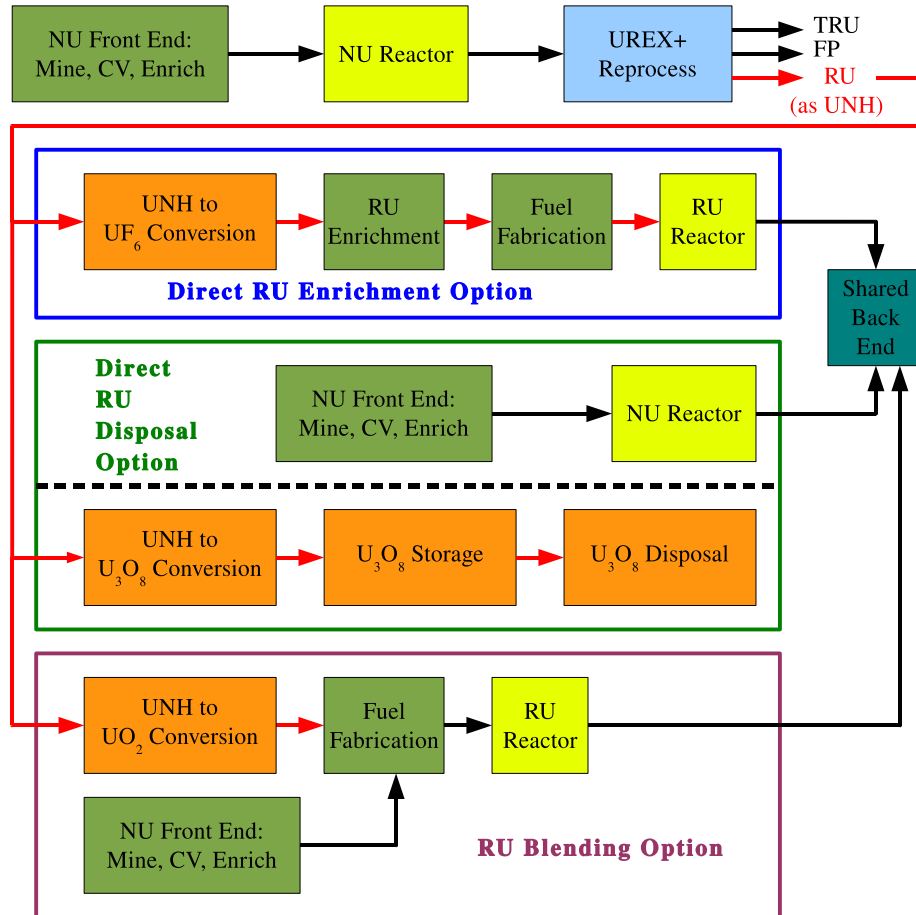 NU Front End:
Mine, CV, Enrich
NU Reactor
UREX+
Reprocess
TRU
FP
RU
(as UNH)
UNH to
UF₆ Conversion
RU
Enrichment
Fuel
Fabrication
RU
Reactor
Direct RU Enrichment Option
Shared
Back
End
Direct
RU
Disposal
Option
NU Front End:
Mine, CV, Enrich
NU Reactor
UNH to
U₃O₈ Conversion
U₃O₈ Storage
U₃O₈ Disposal
UNH to
UO₂ Conversion
Fuel
Fabrication
RU
Reactor
NU Front End:
Mine, CV, Enrich
RU Blending Option